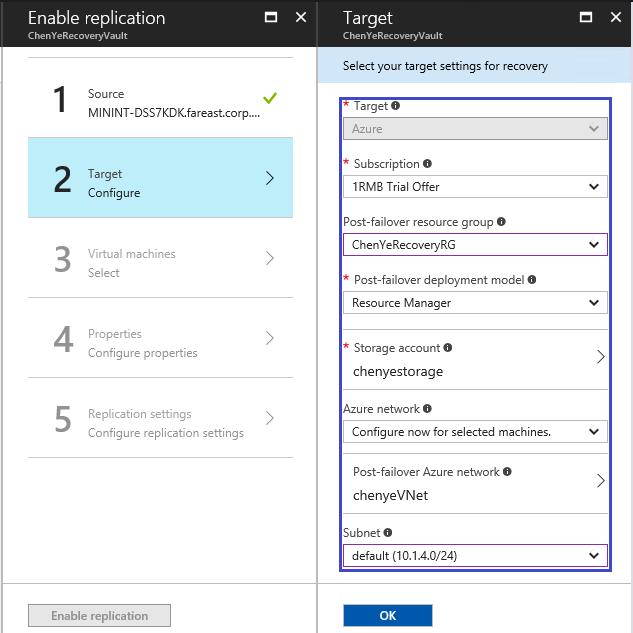 Enable replication
ChenYeRecoveryVault
1
Source
MININT-DSS7KDK.fareast.corp....
2
Target
Configure
3
Virtual machines
Select
4
Properties
Configure properties
5
Replication settings
Configure replication settings
Enable replication
Target
ChenYeRecoveryVault
Select your target settings for recovery
* Target
Azure
* Subscription
1RMB Trial Offer
Post-failover resource group
ChenYeRecoveryRG
* Post-failover deployment model
Resource Manager
* Storage account
chenyestorage
Azure network
Configure now for selected machines.
Post-failover Azure network
chenyeVNet
Subnet
default (10.1.4.0/24)
OK